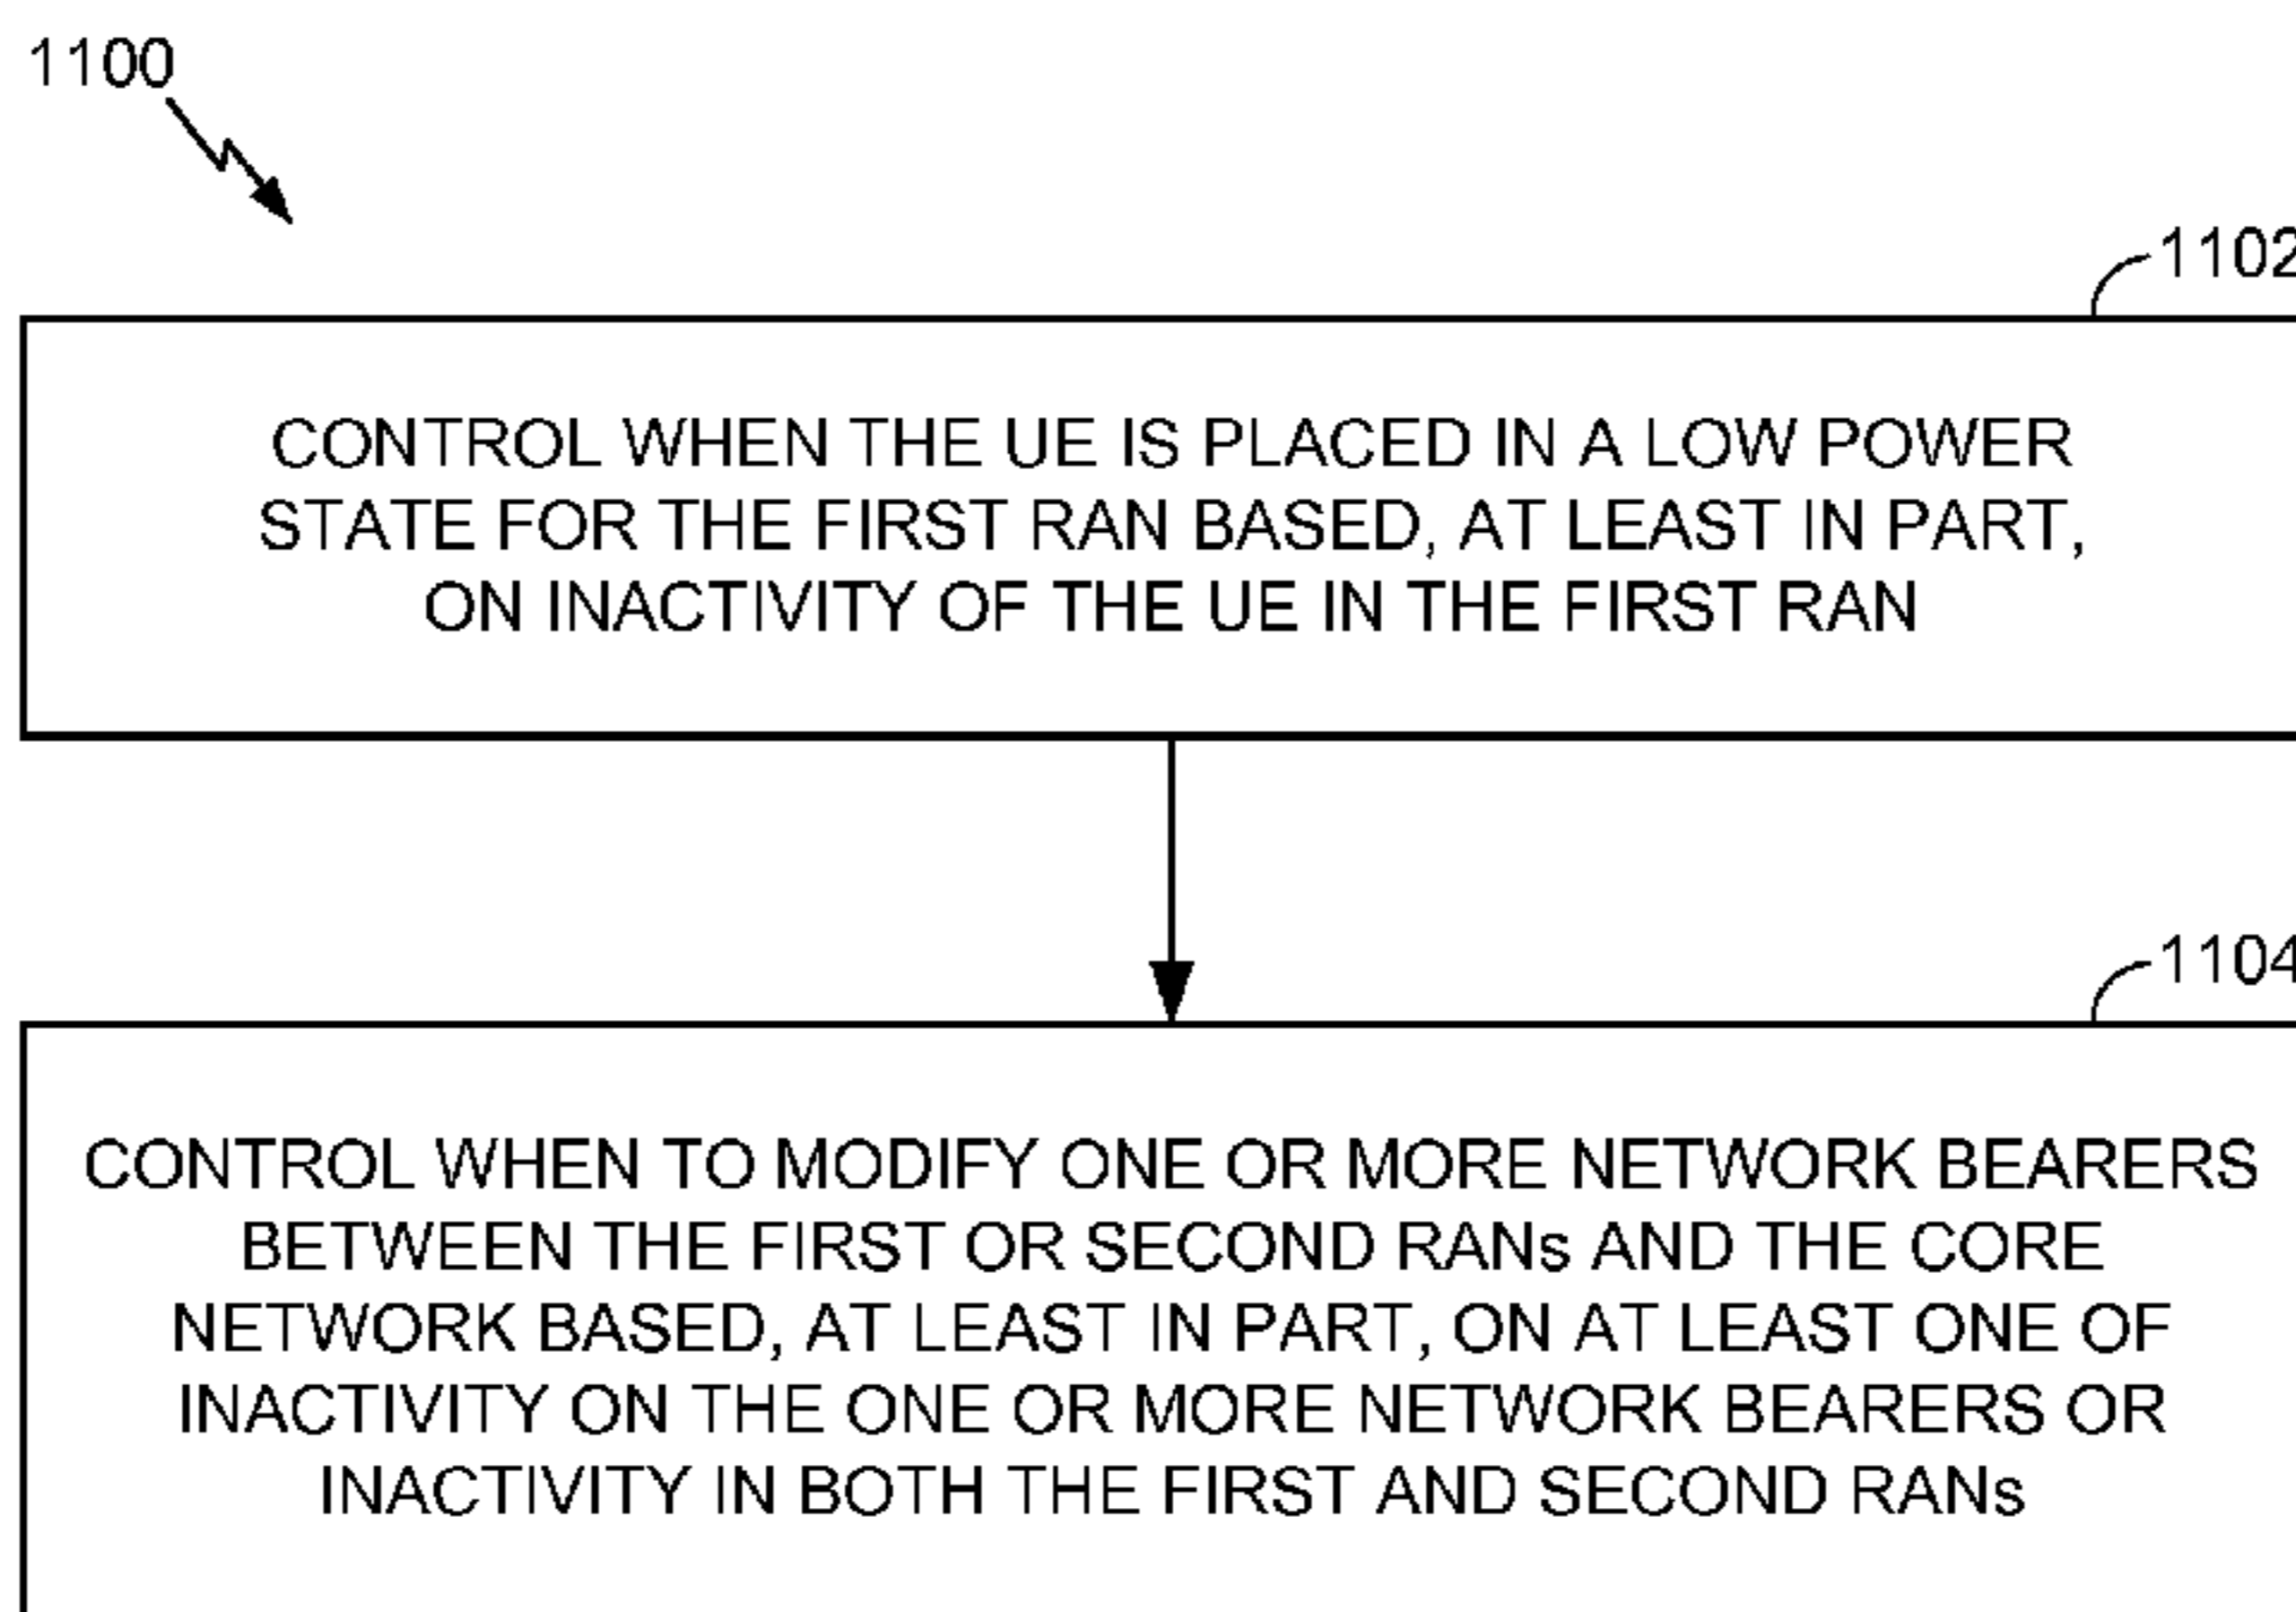 1100
1102
CONTROL WHEN THE UE IS PLACED IN A LOW POWER
STATE FOR THE FIRST RAN BASED, AT LEAST IN PART,
ON INACTIVITY OF THE UE IN THE FIRST RAN
1104
CONTROL WHEN TO MODIFY ONE OR MORE NETWORK BEARERS
BETWEEN THE FIRST OR SECOND RANs AND THE CORE
NETWORK BASED, AT LEAST IN PART, ON AT LEAST ONE OF
INACTIVITY ON THE ONE OR MORE NETWORK BEARERS OR
INACTIVITY IN BOTH THE FIRST AND SECOND RANs